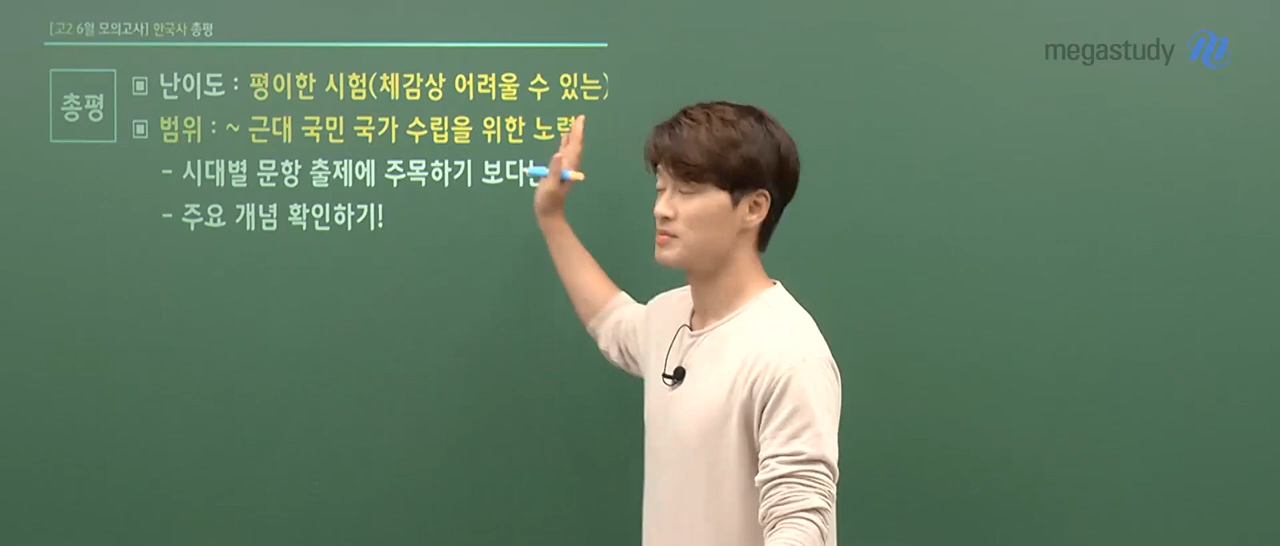 [고2 6월 모의고사] 한국사 총평
megastudy
총평
▣ 난이도 : 평이한 시험(체감상 어려울 수 있는)
▣ 범위 : ~ 근대 국민 국가 수립을 위한 노력
- 시대별 문항 출제에 주목하기 보다는
- 주요 개념 확인하기!